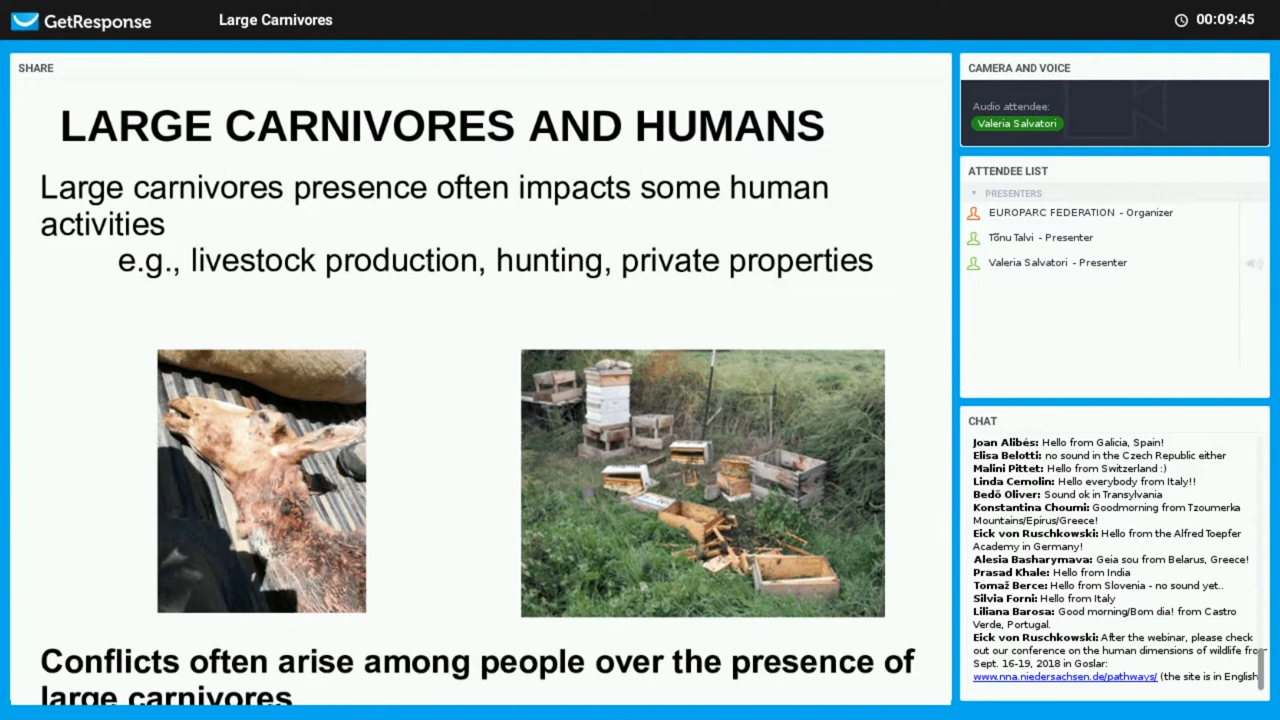 GetResponse
Large Carnivores
00:09:45
SHARE
LARGE CARNIVORES AND HUMANS
Large carnivores presence often impacts some human
activities
e.g., livestock production, hunting, private properties
Conflicts often arise among people over the presence of
large carnivores
CAMERA AND VOICE
Audio attendee:
Valeria Salvatori
ATTENDEE LIST
PRESENTERS
EUROPARC FEDERATION - Organizer
Tõnu Talvi - Presenter
Valeria Salvatori - Presenter
CHAT
Joan Alibés: Hello from Galicia, Spain!
Elisa Belotti: no sound in the Czech Republic either
Malini Pittet: Hello from Switzerland :)
Linda Cemolin: Hello everybody from Italy!!
Bedő Oliver: Sound ok in Transylvania
Konstantina Choumi: Goodmorning from Tzoumerka
Mountains/Epirus/Greece!
Eick von Ruschkowski: Hello from the Alfred Toepfer
Academy in Germany!
Alesia Basharymava: Geia sou from Belarus, Greece!
Prasad Khale: Hello from India
Tomaž Berce: Hello from Slovenia - no sound yet..
Silvia Forni: Hello from Italy
Liliana Barosa: Good morning/Bom dia! from Castro
Verde, Portugal.
Eick von Ruschkowski: After the webinar, please check
out our conference on the human dimensions of wildlife from
Sept. 16-19, 2018 in Goslar:
www.nna.niedersachsen.de/pathways/ (the site is in English